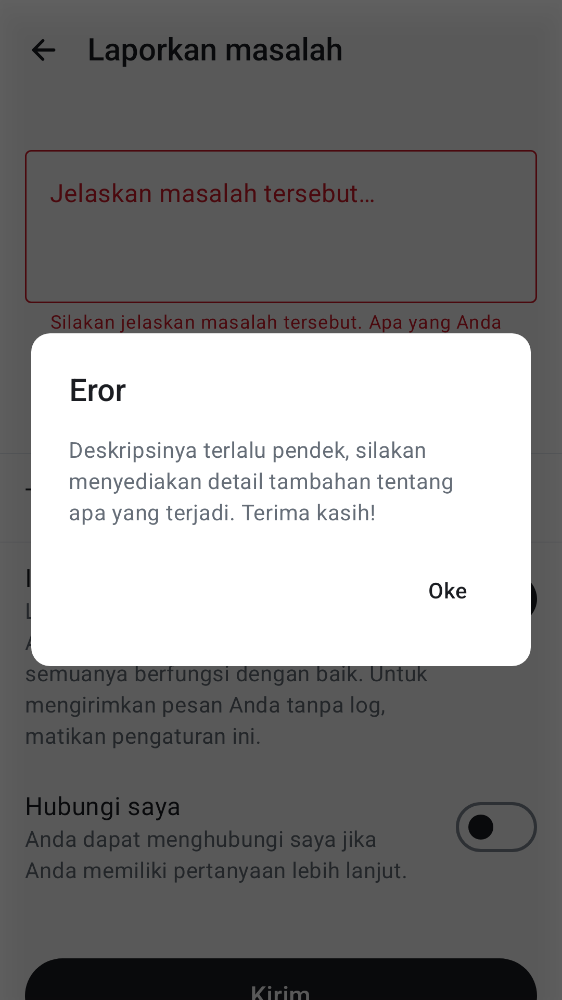 Laporkan masalah
Jelaskan masalah tersebut...
Silakan jelaskan masalah tersebut. Apa yang Anda
Eror
Deskripsinya terlalu pendek, silakan
menyediakan detail tambahan tentang
apa yang terjadi. Terima kasih!
Oke
semuanya berfungsi dengan baik. Untuk
mengirimkan pesan Anda tanpa log,
matikan pengaturan ini.
Hubungi saya
Anda dapat menghubungi saya jika
Anda memiliki pertanyaan lebih lanjut.
Kirim